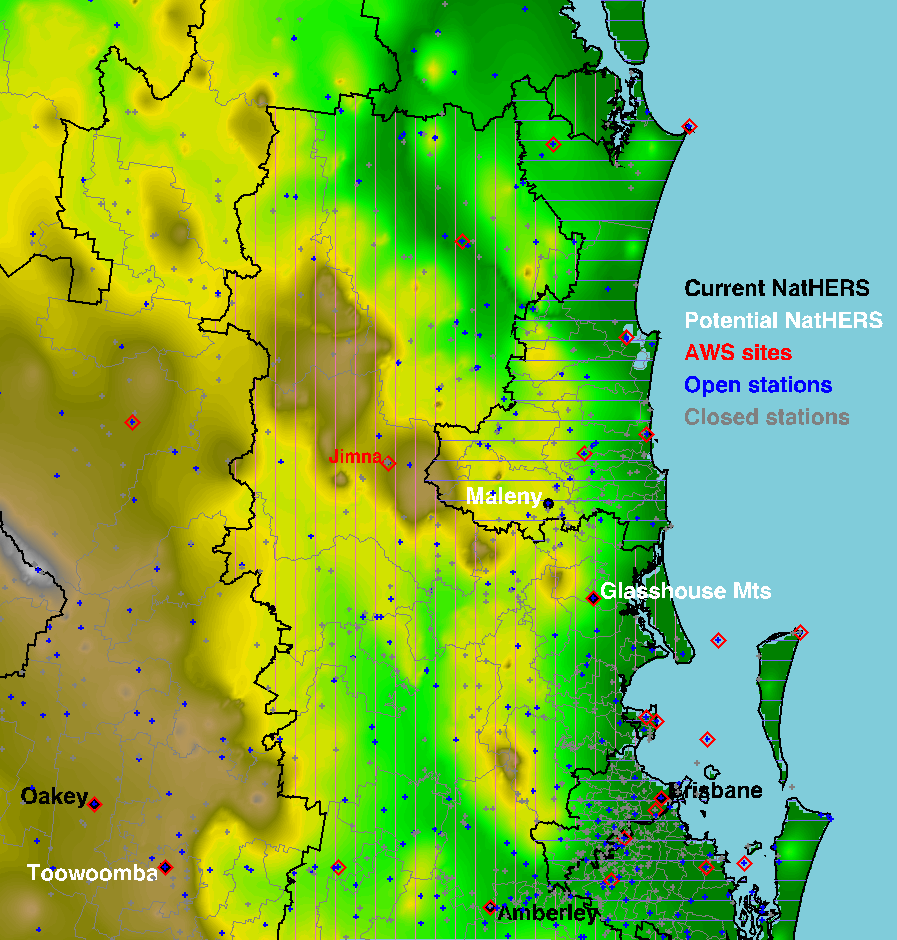 Current NatHERS
Potential NatHERS
AWS sites
Open stations
Closed stations
Jimna
Maleny
Glasshouse Mts
Oakey
Brisbane
Toowoomba
Amberley